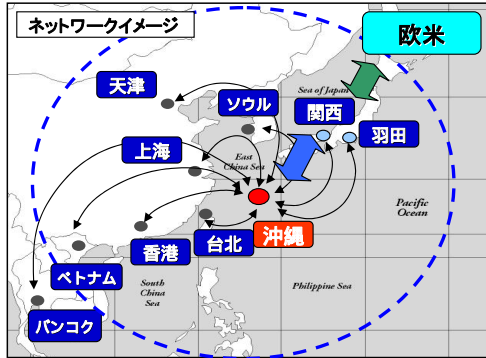 ネットワークイメージ
欧米
天津
ソウル
Sea of Japan
関西
羽田
上海
East
China Sea
Pacific
Ocean
香港
台北
沖縄
ベトナム
South
China
Sea
Philippine Sea
バンコク